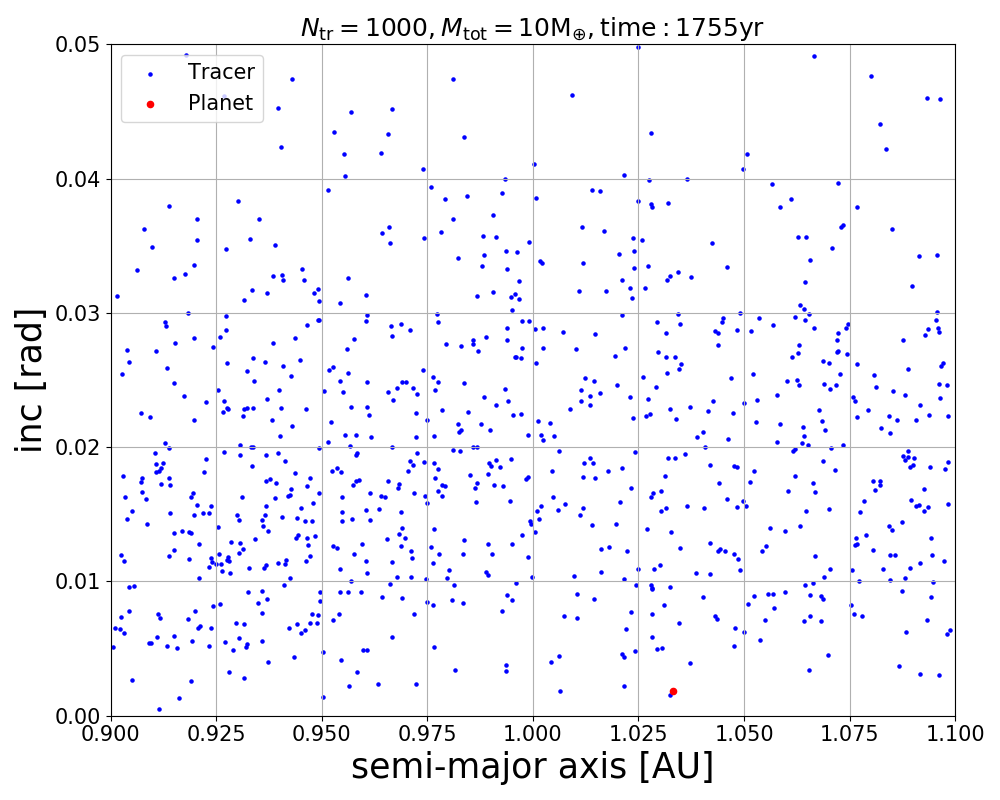 N_tr = 1000, M_tot = 10M_⊕, time : 1755yr
Tracer
Planet
0.05
0.04
0.03
0.02
0.01
0.00
inc [rad]
0.900 0.925 0.950 0.975 1.000 1.025 1.050 1.075 1.100
semi-major axis [AU]